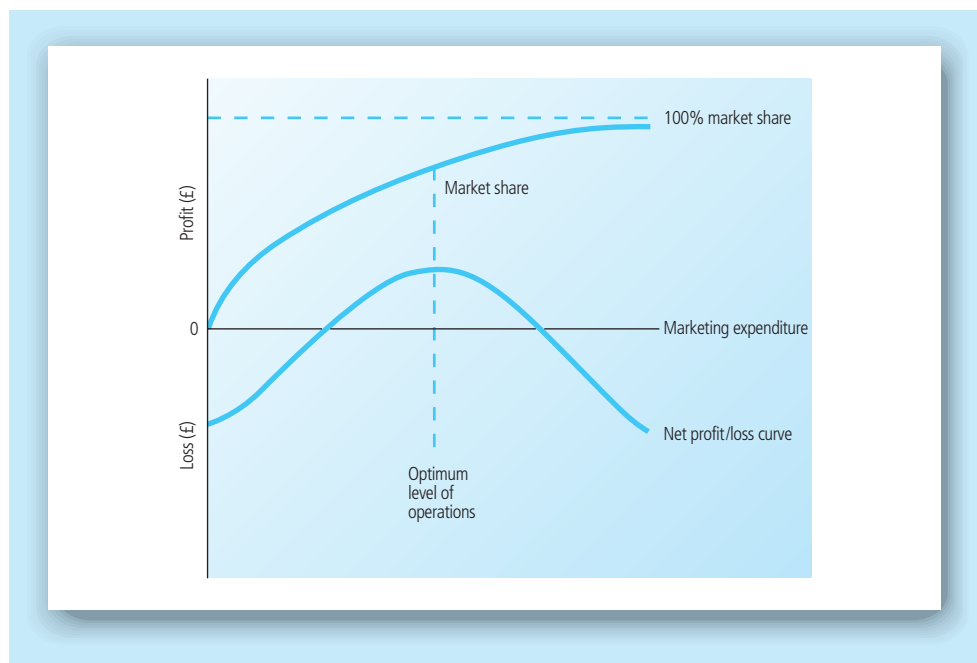 100% market share
Market share
Profit (£)
0
Marketing expenditure
Loss (£)
Net profit/loss curve
Optimum
level of
operations